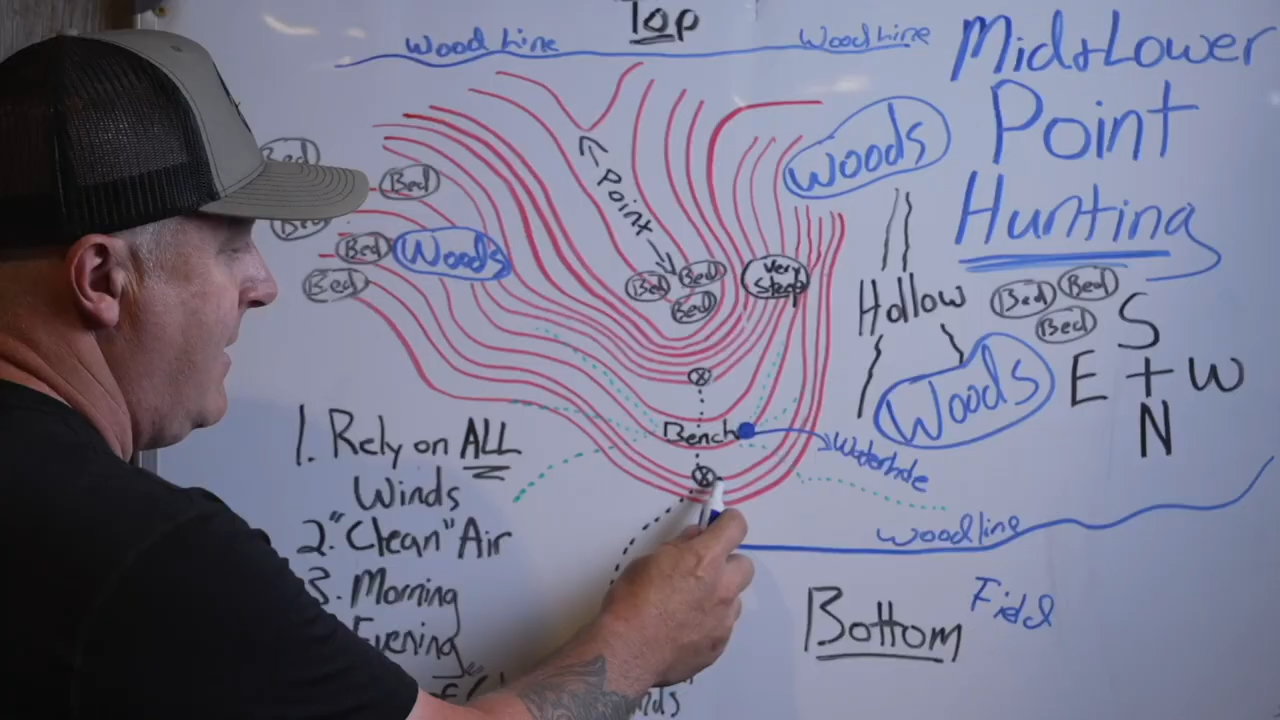 Top
Wood Line
Wood Line
Mid & Lower
Point
Hunting
Woods
Bed
Bed
Bed
Bed
Bed
Woods
Point
Bed
Bed
Bed
Very
Steep
Hollow
Bed
Bed
Bed
S
E + W
N
Woods
Bench
Waterhole
1. Rely on ALL
Winds
2. "Clean" Air
3. Morning
Evening
woodline
Bottom
Field